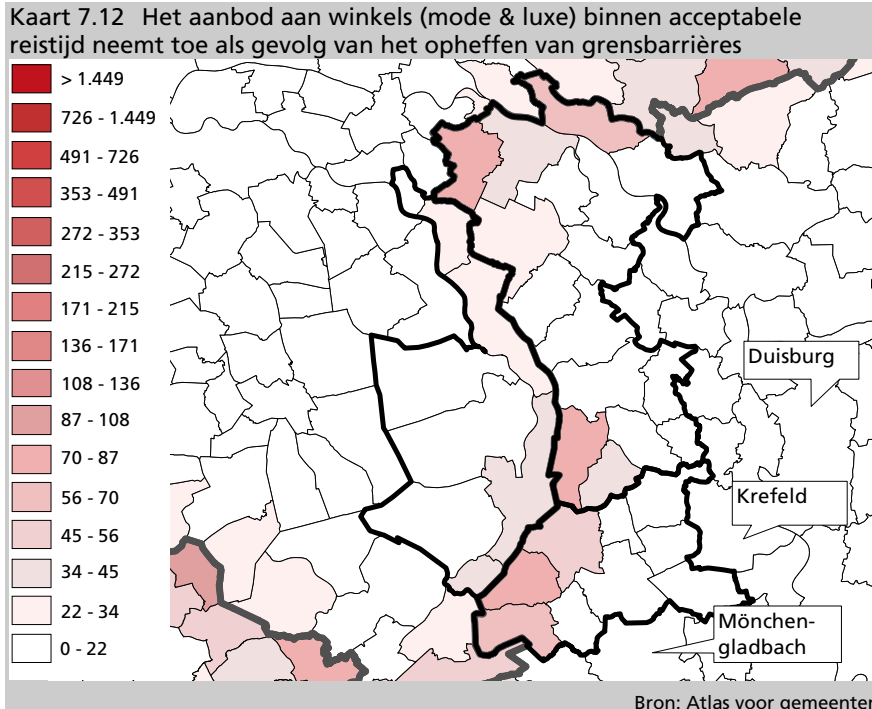 Kaart 7.12 Het aanbod aan winkels (mode & luxe) binnen acceptabele
reistijd neemt toe als gevolg van het opheffen van grensbarrières
> 1.449
726 - 1.449
491 - 726
353 - 491
272 - 353
215 - 272
171 - 215
136 - 171
108 - 136
87 - 108
70 - 87
56 - 70
45 - 56
34 - 45
22 - 34
0 - 22
Duisburg
Krefeld
Mönchen-
gladbach
Bron: Atlas voor gemeenten